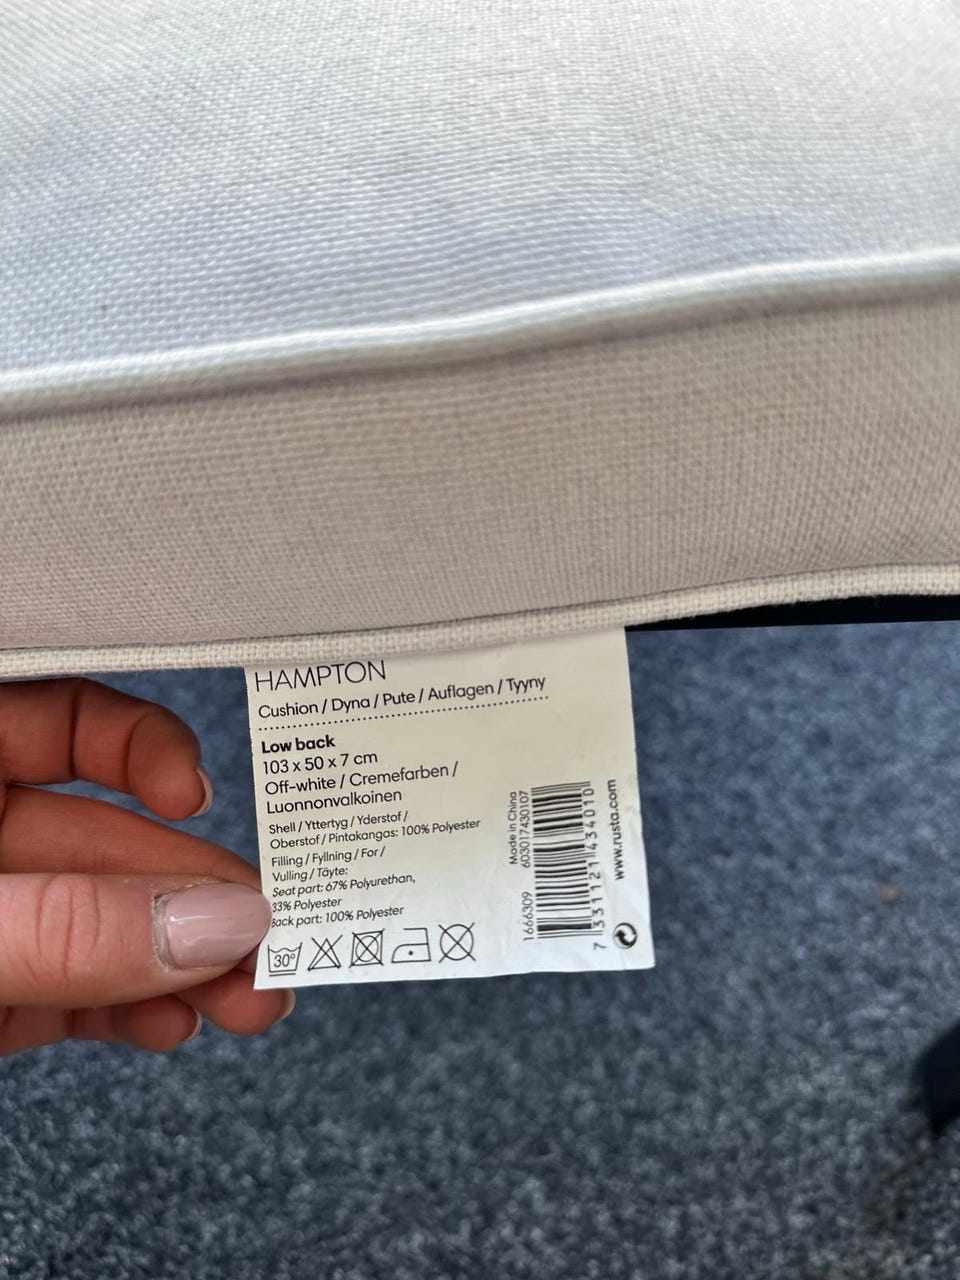 HAMPTON
Cushion / Dyna / Pute / Auflagen / Tyyny
Low back
103 x 50 x 7 cm
Off-white / Cremefarben /
Luonnonvalkoinen
Shell / Yttertyg / Yderstof /
Oberstof / Pintakangas: 100% Polyester
Filling / Fyllning / For /
Vulling / Täyte:
Seat part: 67% Polyurethan,
33% Polyester
Back part: 100% Polyester
30°
1666309
Made in China
603017430107
7 331121 434010
www.rusta.com